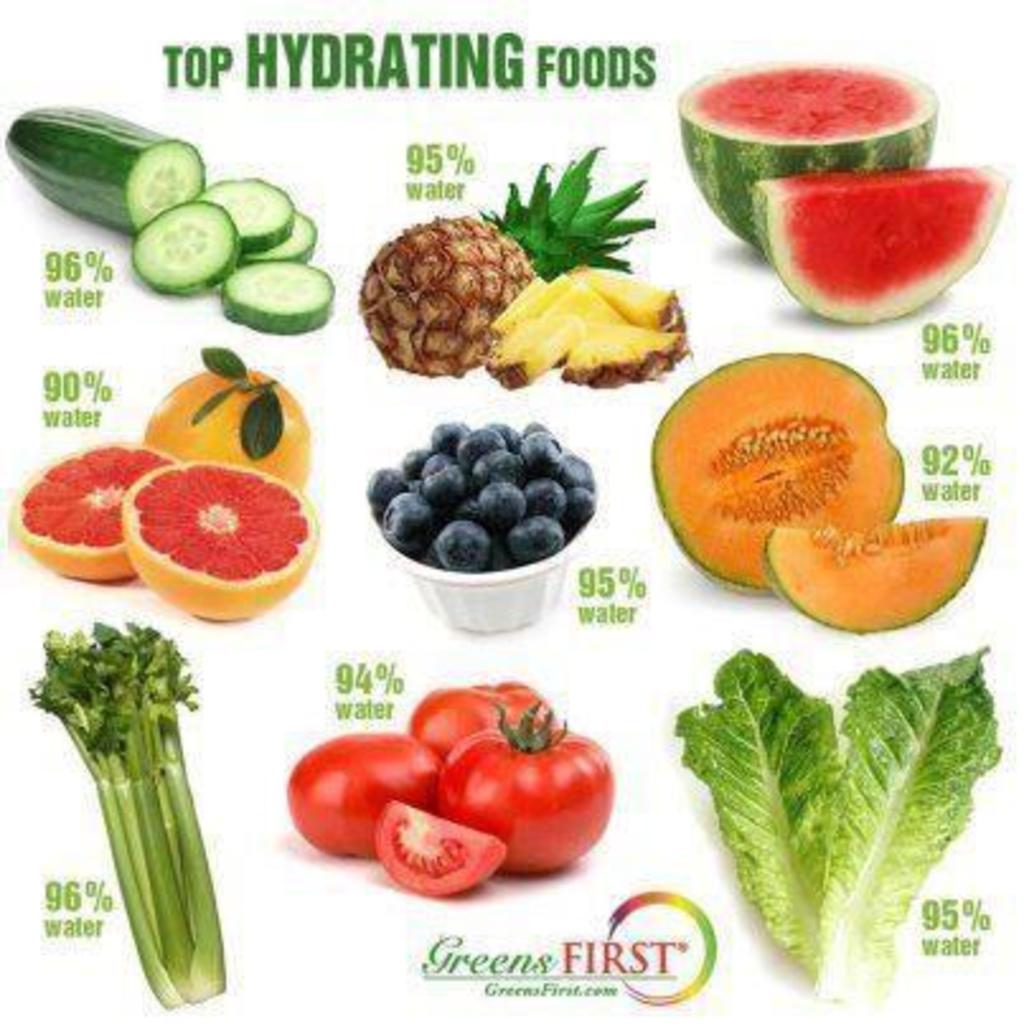 TOP HYDRATING FOODS
96%
water
95%
water
96%
water
90%
water
95%
water
92%
water
96%
water
94%
water
95%
water
Greens FIRST®
GreensFirst.com